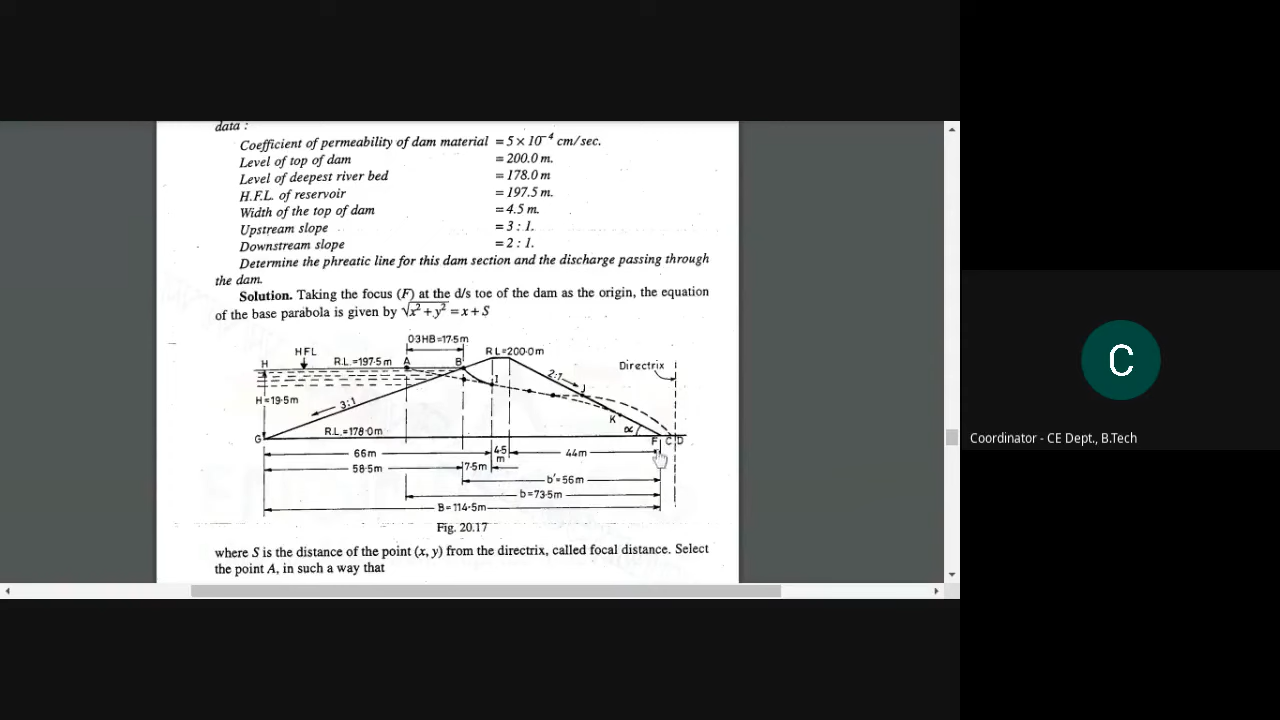 data :
Coefficient of permeability of dam material = 5 × 10⁻⁴ cm/sec.
Level of top of dam = 200.0 m.
Level of deepest river bed = 178.0 m
H.F.L. of reservoir = 197.5 m.
Width of the top of dam = 4.5 m.
Upstream slope = 3 : 1.
Downstream slope = 2 : 1.
Determine the phreatic line for this dam section and the discharge passing through
the dam.
Solution. Taking the focus (F) at the d/s toe of the dam as the origin, the equation
of the base parabola is given by √x² + y² = x + S
0·3HB=17·5m
HFL
R L=200·0m
H
R.L.=197·5 m
A
B
Directrix
2:1
I
J
H=19·5m
3:1
K
α
G
R.L.=178·0m
F
C
D
66m
4·5
m
44m
58·5m
7·5m
b'=56m
b=73·5m
B=114·5m
Fig. 20.17
where S is the distance of the point (x, y) from the directrix, called focal distance. Select
the point A, in such a way that
C
Coordinator - CE Dept., B.Tech